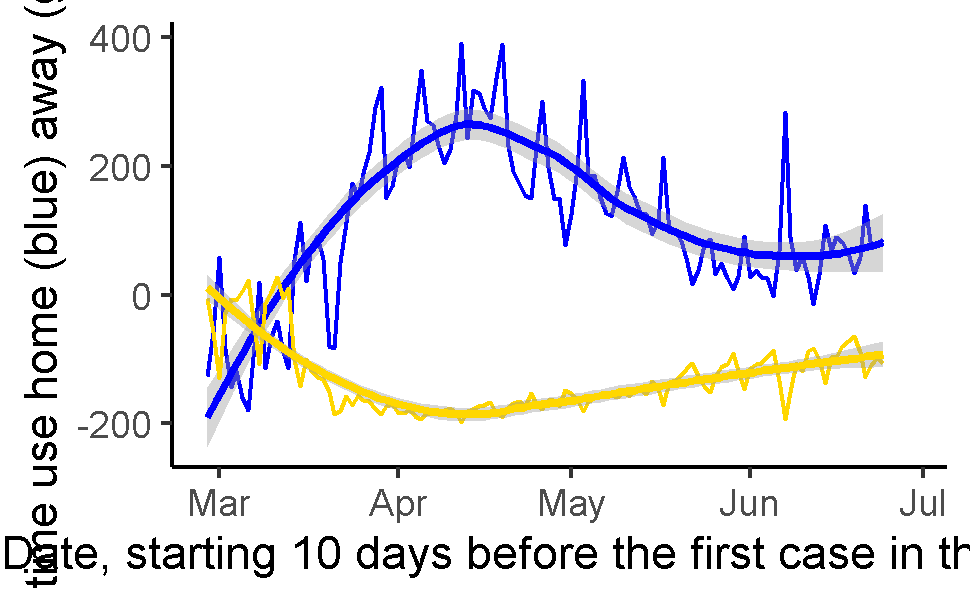 time use home (blue) away (
400
200
0
-200
Mar Apr May Jun Jul
Date, starting 10 days before the first case in th